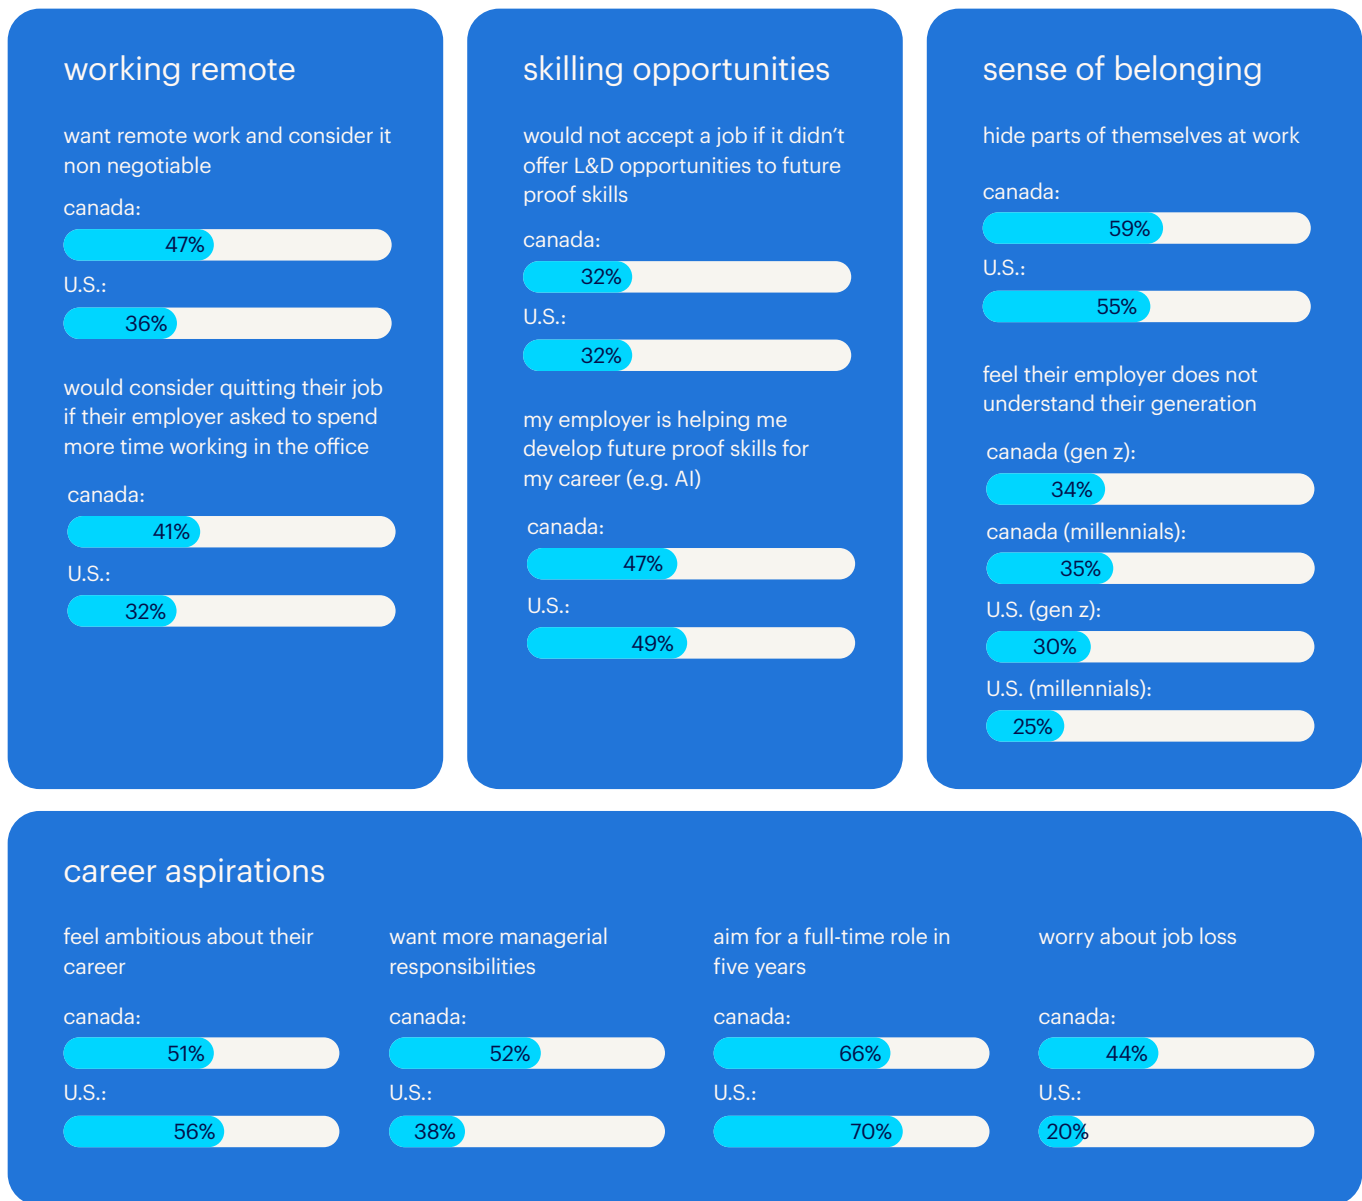 working remote
want remote work and consider it
non negotiable
canada:
47%
U.S.:
36%
would consider quitting their job
if their employer asked to spend
more time working in the office
canada:
41%
U.S.:
32%
skilling opportunities
would not accept a job if it didn’t
offer L&D opportunities to future
proof skills
canada:
32%
U.S.:
32%
my employer is helping me
develop future proof skills for
my career (e.g. AI)
canada:
47%
U.S.:
49%
sense of belonging
hide parts of themselves at work
canada:
59%
U.S.:
55%
feel their employer does not
understand their generation
canada (gen z):
34%
canada (millennials):
35%
U.S. (gen z):
30%
U.S. (millennials):
25%
career aspirations
feel ambitious about their
career
canada:
51%
U.S.:
56%
want more managerial
responsibilities
canada:
52%
U.S.:
38%
aim for a full-time role in
five years
canada:
66%
U.S.:
70%
worry about job loss
canada:
44%
U.S.:
20%